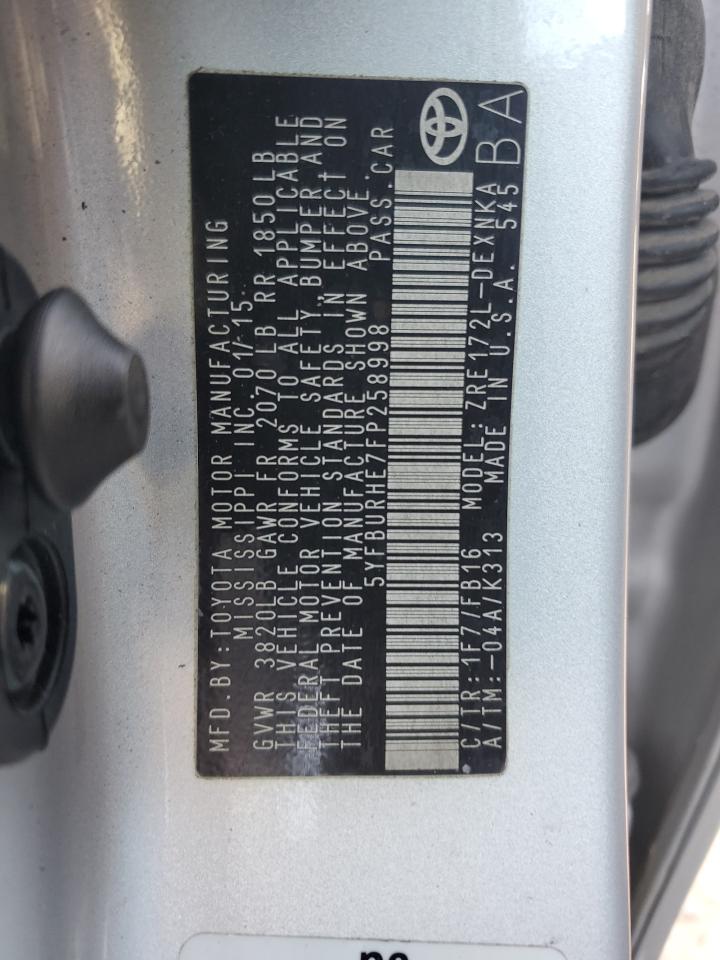 MFD.BY:TOYOTA MOTOR MANUFACTURING
MISSISSIPPI INC. 01/15
GVWR 3820LB GAWR FR 2070 LB RR 1850 LB
THIS VEHICLE CONFORMS TO ALL APPLICABLE
FEDERAL MOTOR VEHICLE SAFETY, BUMPER, AND
THEFT PREVENTION STANDARDS IN EFFECT ON
THE DATE OF MANUFACTURE SHOWN ABOVE.
5YFBURHE7FP258998 PASS.CAR
C/TR:1F7/FB16 MODEL:ZRE172L-DEXNKA
A/TM:-04A/K313 MADE IN U.S.A. 545
BA